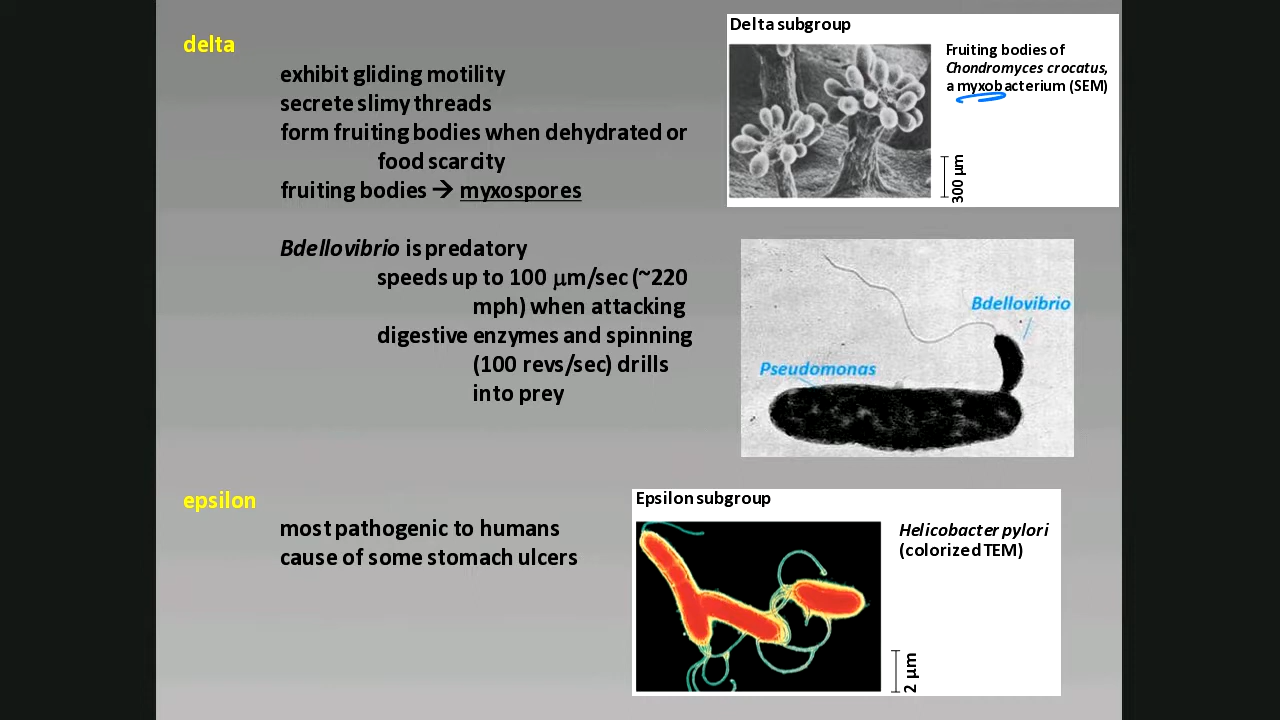 delta
exhibit gliding motility
secrete slimy threads
form fruiting bodies when dehydrated or
food scarcity
fruiting bodies → myxospores
Bdellovibrio is predatory
speeds up to 100 μm/sec (~220
mph) when attacking
digestive enzymes and spinning
(100 revs/sec) drills
into prey
Delta subgroup
Fruiting bodies of
Chondromyces crocatus,
a myxobacterium (SEM)
300 μm
Bdellovibrio
Pseudomonas
epsilon
most pathogenic to humans
cause of some stomach ulcers
Epsilon subgroup
Helicobacter pylori
(colorized TEM)
2 μm